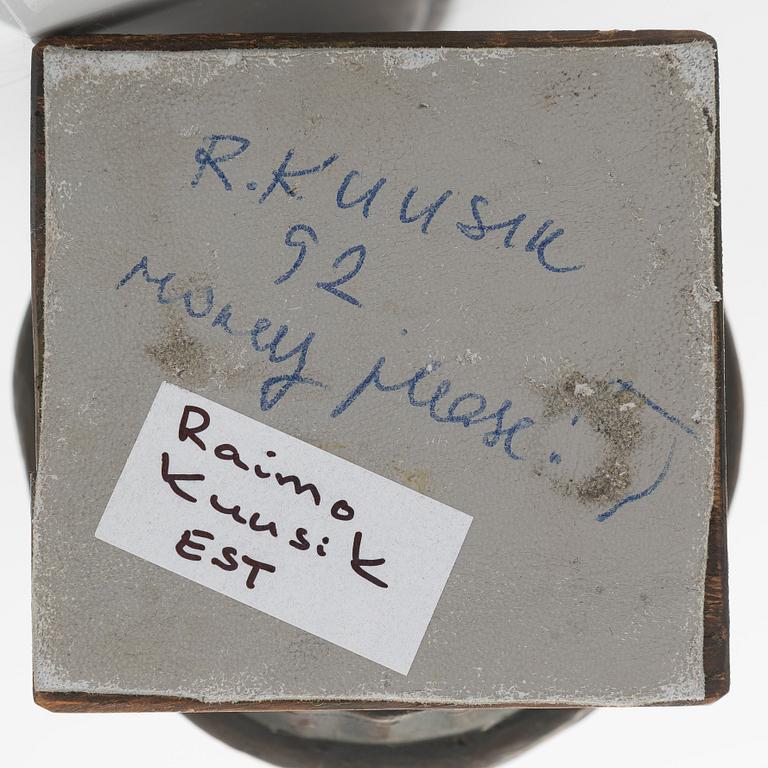 R. Kuusik
92.
money please!
Raimo
Kuusik
EST